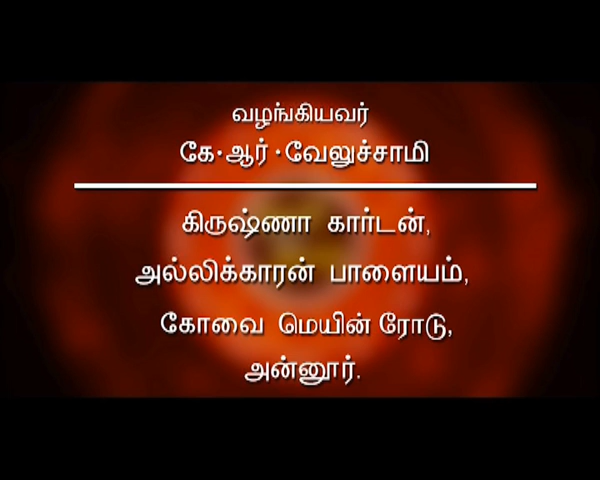 வழங்கியவர்
கே.ஆர்.வேலுச்சாமி
கிருஷ்ணா கார்டன்,
அல்லிக்காரன் பாளையம்,
கோவை மெயின் ரோடு,
அன்னூர்.